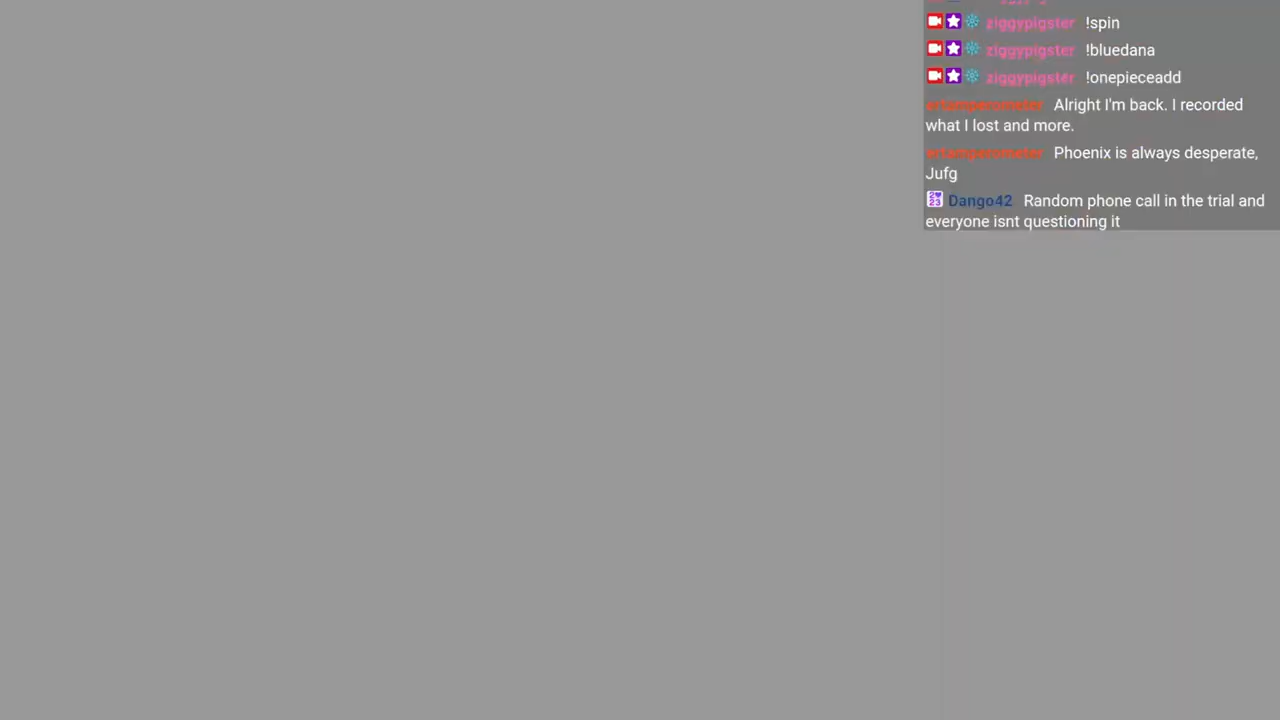 ziggypigster !spin
ziggypigster !bluedana
ziggypigster !onepieceadd
Alright I'm back. I recorded
what I lost and more.
Phoenix is always desperate,
Jufg
Dango42 Random phone call in the trial and
everyone isnt questioning it